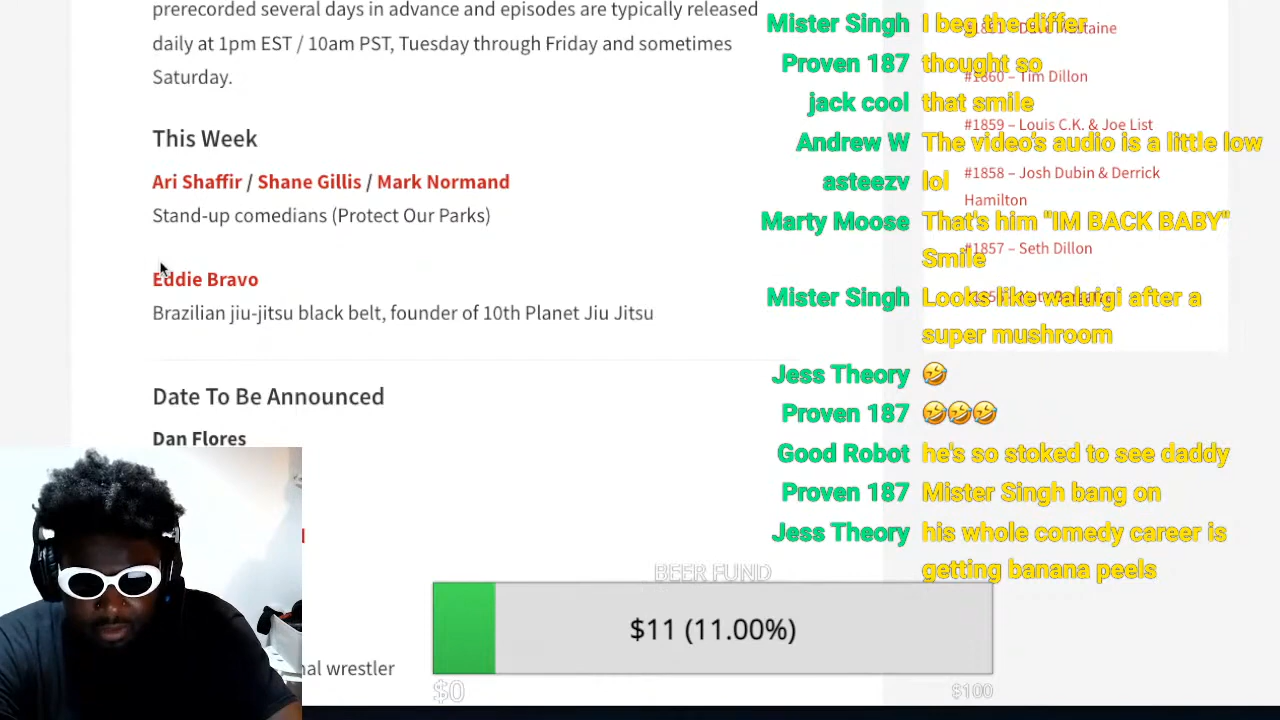 prerecorded several days in advance and episodes are typically released
daily at 1pm EST / 10am PST, Tuesday through Friday and sometimes
Saturday.
This Week
Ari Shaffir / Shane Gillis / Mark Normand
Stand-up comedians (Protect Our Parks)
Eddie Bravo
Brazilian jiu-jitsu black belt, founder of 10th Planet Jiu Jitsu
Date To Be Announced
Dan Flores
nal wrestler
#1860 – Tim Dillon
#1859 – Louis C.K. & Joe List
#1858 – Josh Dubin & Derrick
Hamilton
#1857 – Seth Dillon
Mister Singh I beg the differ
Proven 187 thought so
jack cool that smile
Andrew W The video's audio is a little low
asteezv lol
Marty Moose That's him "IM BACK BABY"
Smile
Mister Singh Looks like waluigi after a
super mushroom
Jess Theory 🤣
Proven 187 🤣🤣🤣
Good Robot he's so stoked to see daddy
Proven 187 Mister Singh bang on
Jess Theory his whole comedy career is
getting banana peels
BEER FUND
$11 (11.00%)
$0 $100